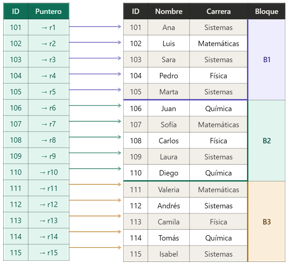 ID Puntero ID Nombre Carrera Bloque
101 → r1 101 Ana Sistemas
102 → r2 102 Luis Matemáticas
103 → r3 103 Sara Sistemas B1
104 → r4 104 Pedro Física
105 → r5 105 Marta Sistemas
106 → r6 106 Juan Química
107 → r7 107 Sofía Matemáticas
108 → r8 108 Carlos Física B2
109 → r9 109 Laura Sistemas
110 → r10 110 Diego Química
111 → r11 111 Valeria Matemáticas
112 → r12 112 Andrés Sistemas
113 → r13 113 Camila Física B3
114 → r14 114 Tomás Química
115 → r15 115 Isabel Sistemas